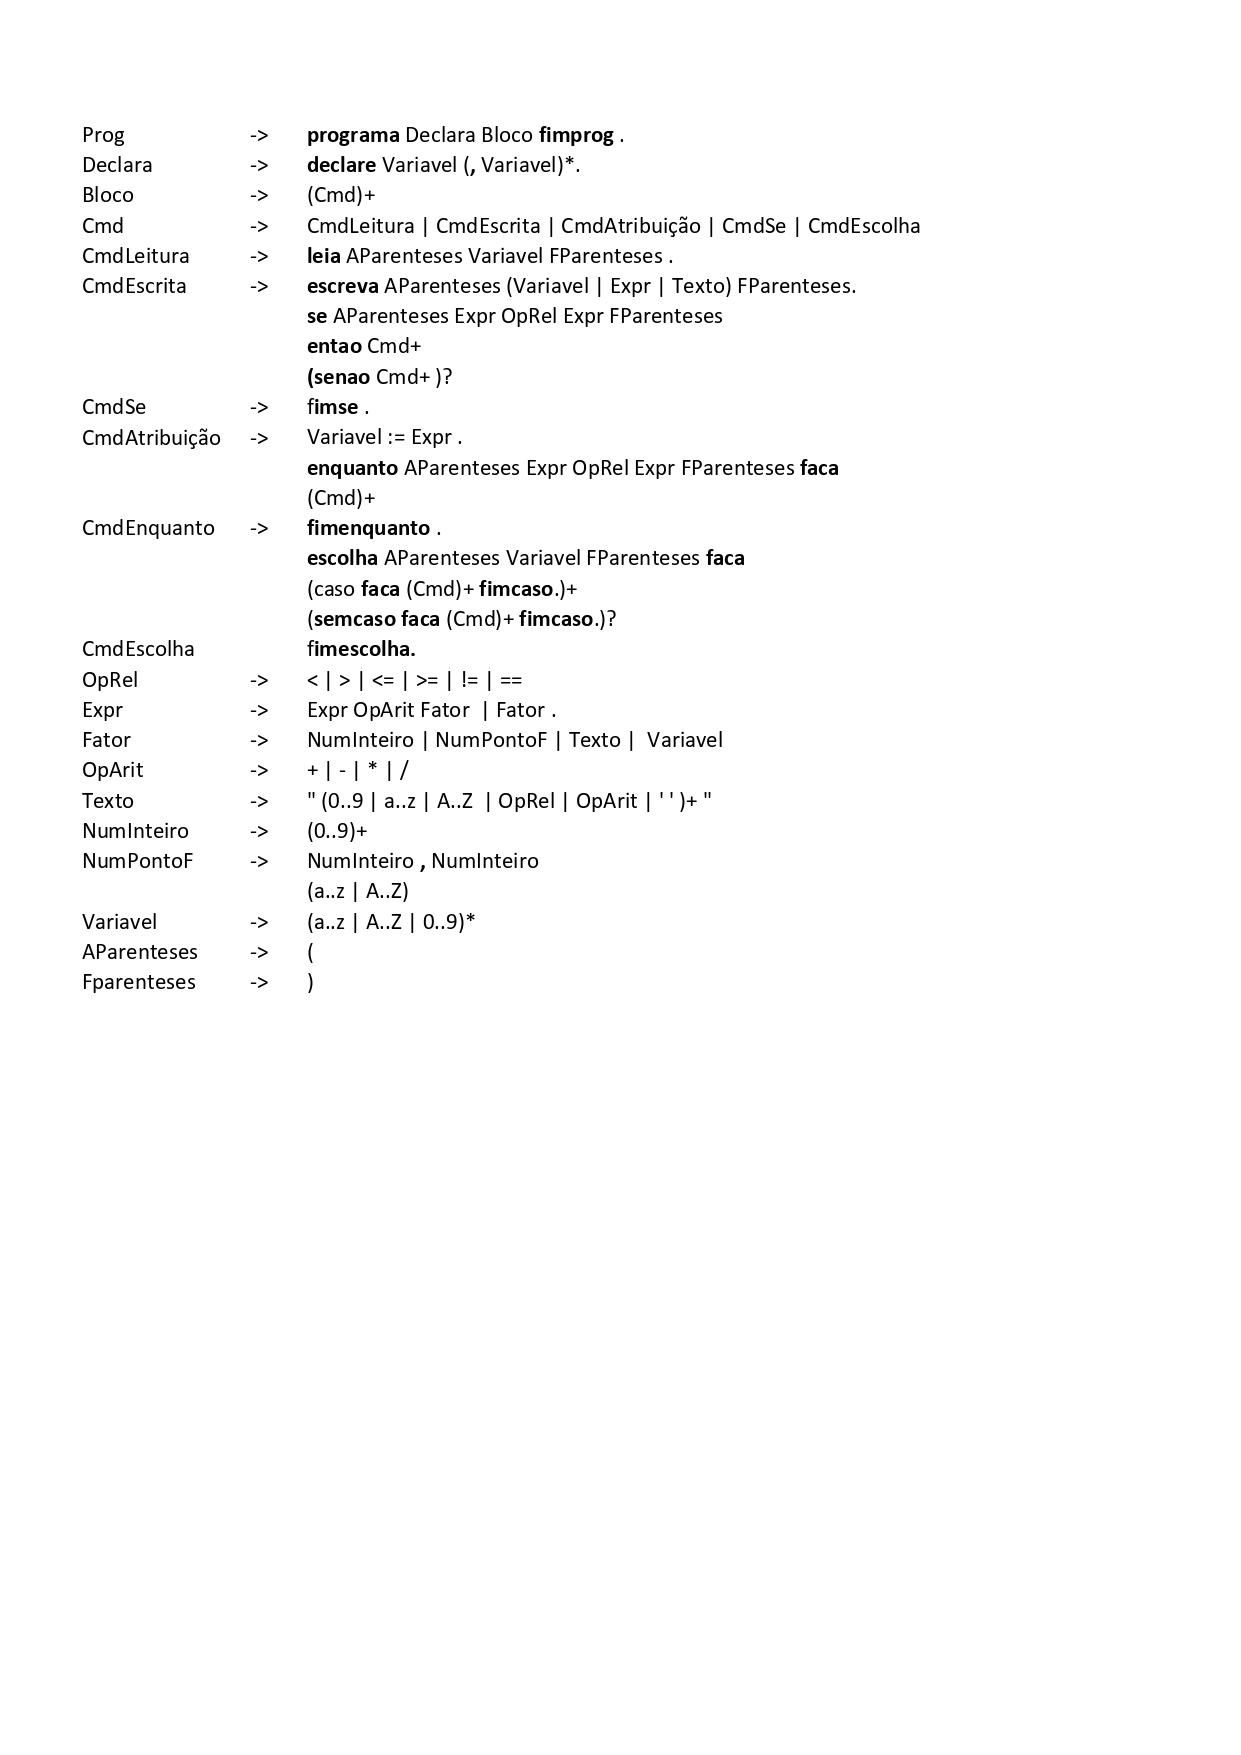 Prog -> programa Declara Bloco fimprog .
Declara -> declare Variavel (, Variavel)*.
Bloco -> (Cmd)+
Cmd -> CmdLeitura | CmdEscrita | CmdAtribuição | CmdSe | CmdEscolha
CmdLeitura -> leia AParenteses Variavel FParenteses .
CmdEscrita -> escreva AParenteses (Variavel | Expr | Texto) FParenteses.
se AParenteses Expr OpRel Expr FParenteses
entao Cmd+
(senao Cmd+ )?
CmdSe -> fimse .
CmdAtribuição -> Variavel := Expr .
enquanto AParenteses Expr OpRel Expr FParenteses faca
(Cmd)+
CmdEnquanto -> fimenquanto .
escolha AParenteses Variavel FParenteses faca
(caso faca (Cmd)+ fimcaso.)+
(semcaso faca (Cmd)+ fimcaso.)?
CmdEscolha fimescolha.
OpRel -> < | > | <= | >= | != | ==
Expr -> Expr OpArit Fator | Fator .
Fator -> NumInteiro | NumPontoF | Texto | Variavel
OpArit -> + | - | * | /
Texto -> " (0..9 | a..z | A..Z | OpRel | OpArit | ' ' )+ "
NumInteiro -> (0..9)+
NumPontoF -> NumInteiro , NumInteiro
(a..z | A..Z)
Variavel -> (a..z | A..Z | 0..9)*
AParenteses -> (
Fparenteses -> )